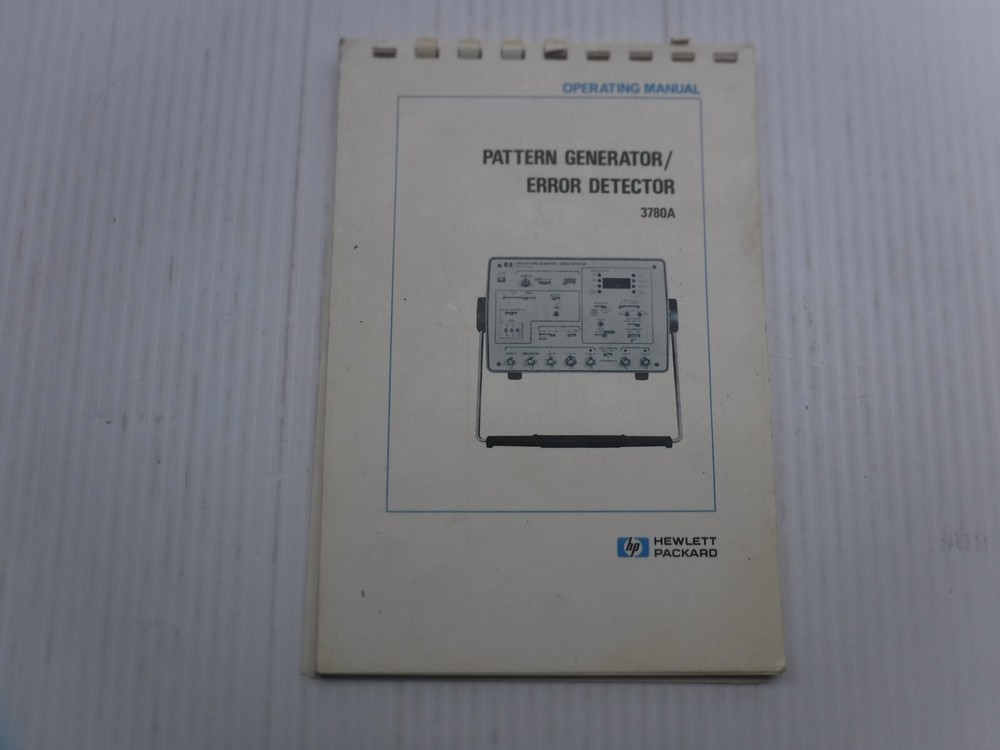 OPERATING MANUAL
PATTERN GENERATOR/
ERROR DETECTOR
3780A
hp HEWLETT
PACKARD